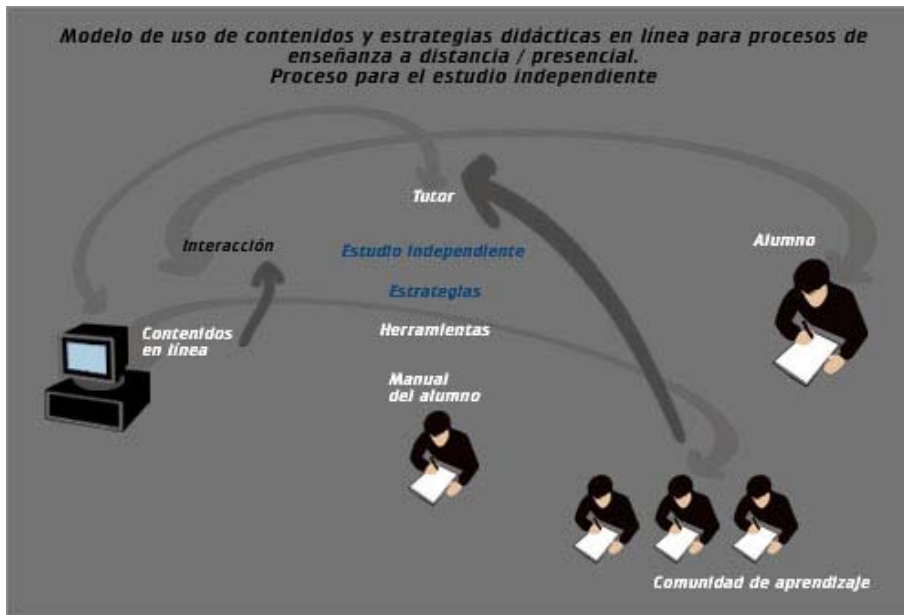 Modelo de uso de contenidos y estrategias didácticas en línea para procesos de
enseñanza a distancia / presencial.
Proceso para el estudio independiente
Tutor
Interacción
Alumno
Estudio independiente
Estrategias
Contenidos
en línea
Herramientas
Manual
del alumno
Comunidad de aprendizaje